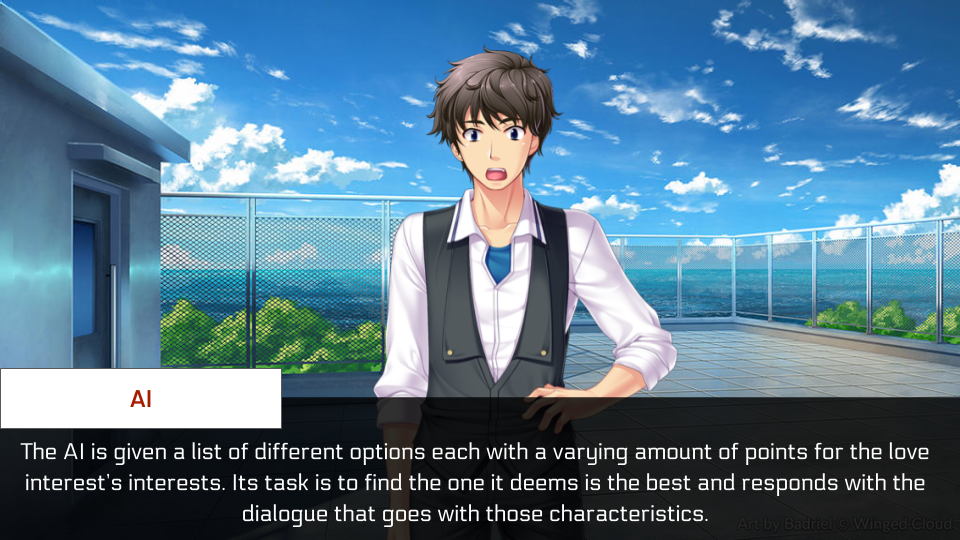 AI
The AI is given a list of different options each with a varying amount of points for the love
interest's interests. Its task is to find the one it deems is the best and responds with the
dialogue that goes with those characteristics.
Art by Badriel © Winged Cloud